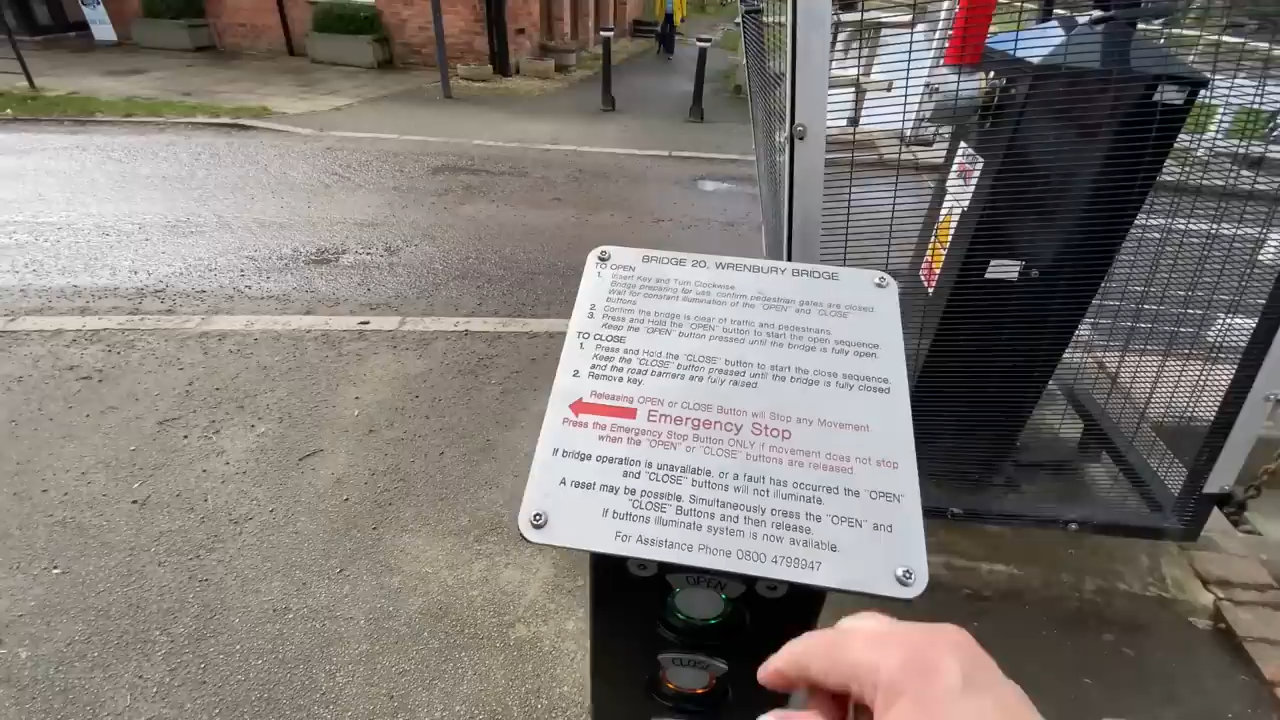 BRIDGE 20, WRENBURY BRIDGE
TO OPEN
1. Insert Key and Turn Clockwise.
Bridge preparing for use, confirm pedestrian gates are closed.
Wait for constant illumination of the "OPEN" and "CLOSE"
buttons
2. Confirm the bridge is clear of traffic and pedestrians.
3. Press and Hold the "OPEN" button to start the open sequence.
Keep the "OPEN" button pressed until the bridge is fully open.
TO CLOSE
1. Press and Hold the "CLOSE" button to start the close sequence.
Keep the "CLOSE" button pressed until the bridge is fully closed
and the road barriers are fully raised.
2. Remove key.
Releasing OPEN or CLOSE Button will Stop any Movement.
Emergency Stop
Press the Emergency Stop Button ONLY if movement does not stop
when the "OPEN" or "CLOSE" buttons are released.
If bridge operation is unavailable, or a fault has occurred the "OPEN"
and "CLOSE" buttons will not illuminate.
A reset may be possible. Simultaneously press the "OPEN" and
"CLOSE" Buttons and then release.
If buttons illuminate system is now available.
For Assistance Phone 0800 4799947
OPEN
CLOSE